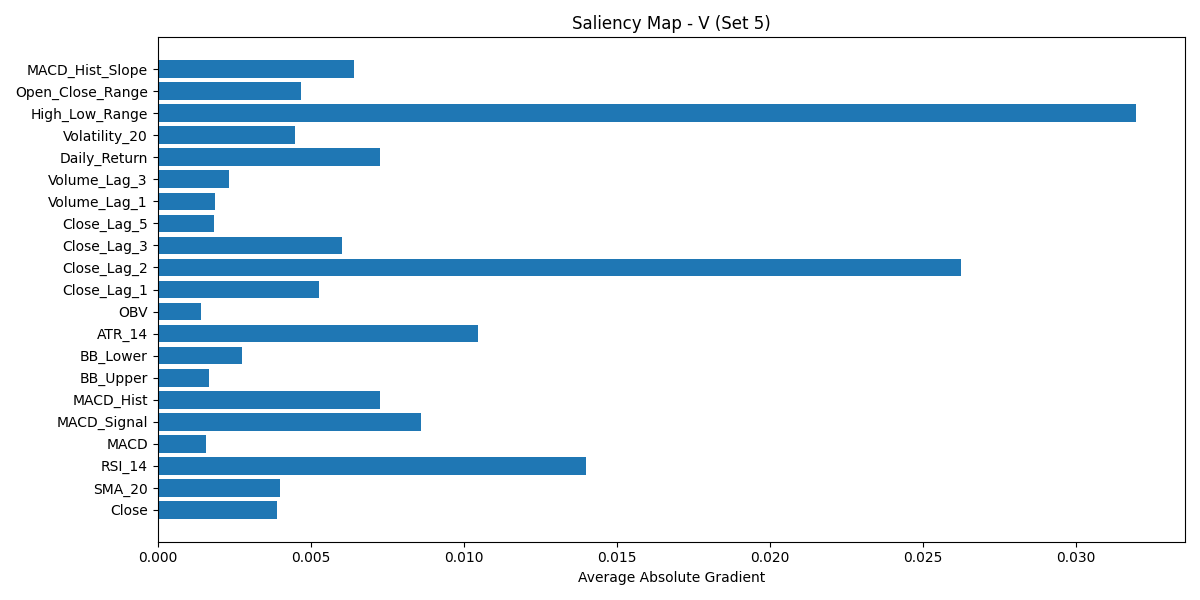 Saliency Map - V (Set 5)
MACD_Hist_Slope
Open_Close_Range
High_Low_Range
Volatility_20
Daily_Return
Volume_Lag_3
Volume_Lag_1
Close_Lag_5
Close_Lag_3
Close_Lag_2
Close_Lag_1
OBV
ATR_14
BB_Lower
BB_Upper
MACD_Hist
MACD_Signal
MACD
RSI_14
SMA_20
Close
0.000 0.005 0.010 0.015 0.020 0.025 0.030
Average Absolute Gradient